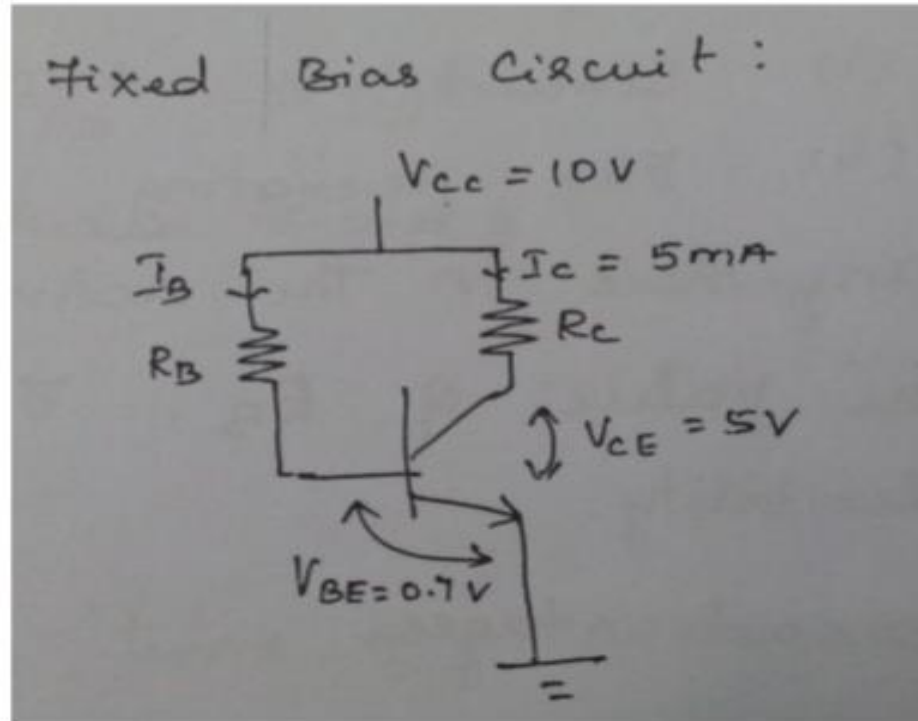 Fixed Bias Circuit :
Vcc = 10V
IB
Ic = 5mA
RB
Rc
VCE = 5V
VBE = 0.7V